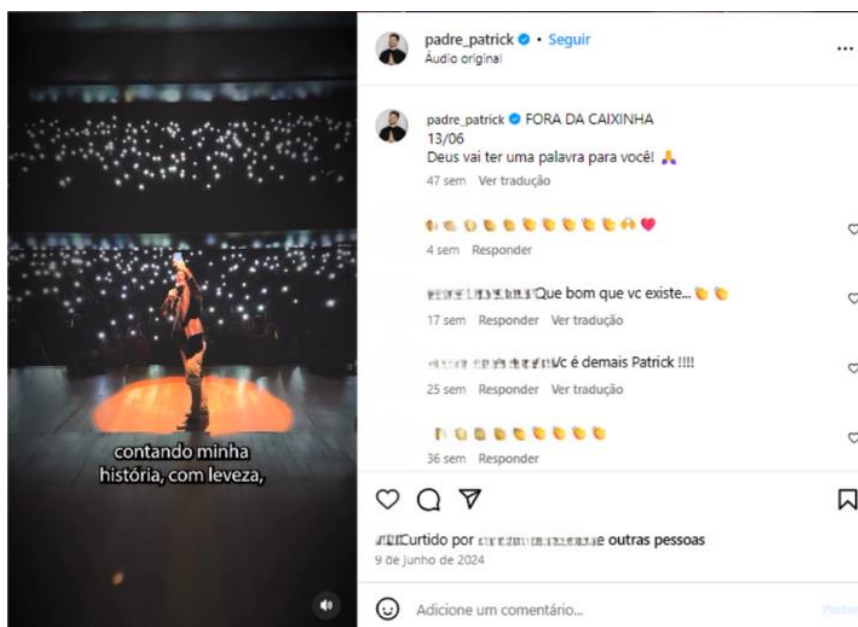 padre_patrick • Seguir
Áudio original
padre_patrick FORA DA CAIXINHA
13/06
Deus vai ter uma palavra para você!
47 sem Ver tradução
4 sem Responder
Que bom que vc existe...
17 sem Responder Ver tradução
Vc é demais Patrick !!!!
25 sem Responder Ver tradução
36 sem Responder
contando minha
história, com leveza,
Curtido por e outras pessoas
9 de junho de 2024
Adicione um comentário...
Postar